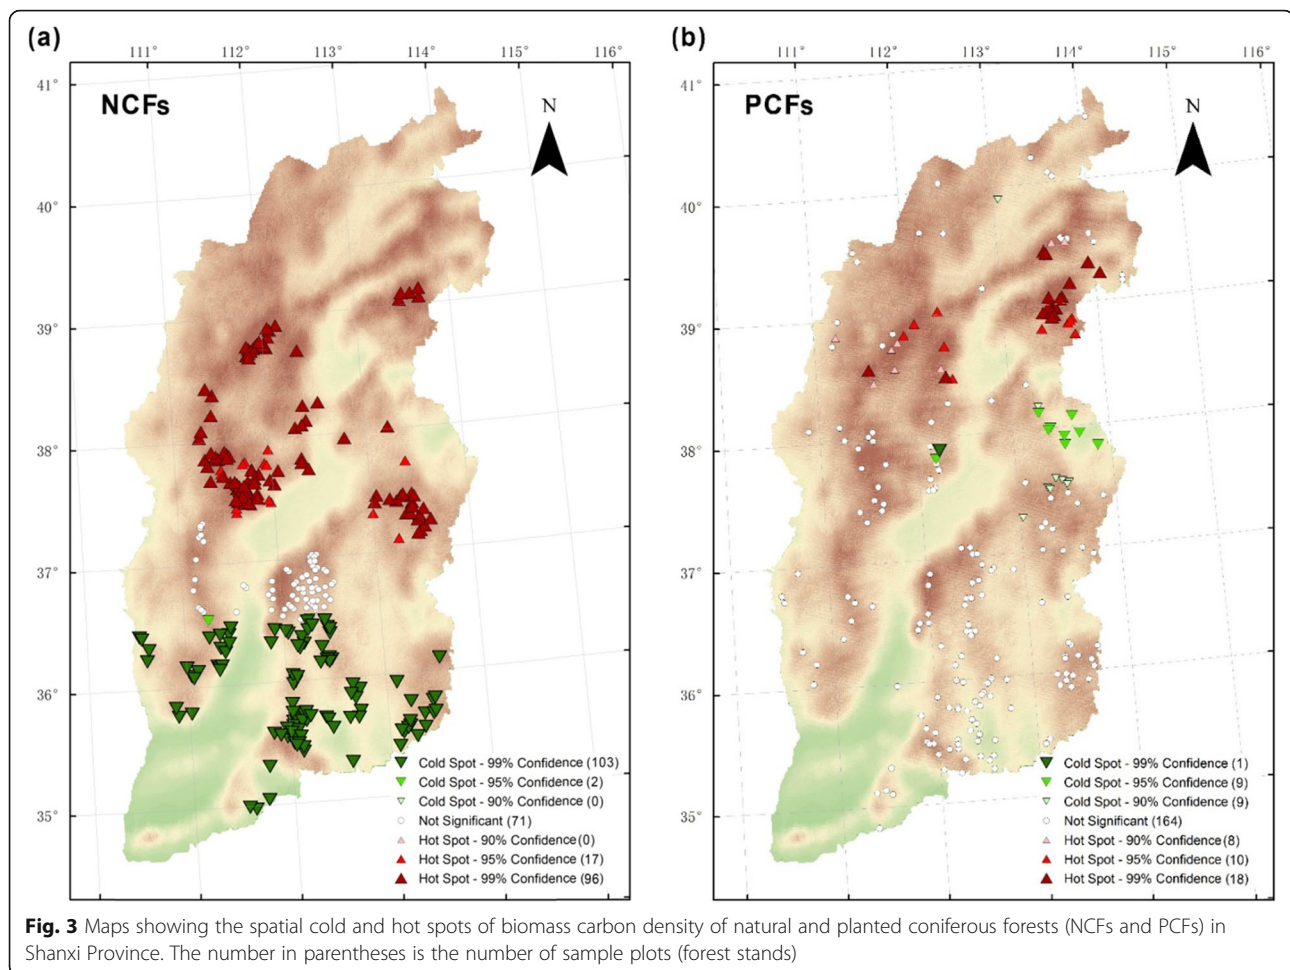 (a)
111° 112° 113° 114° 115° 116°
41°
40°
39°
38°
37°
36°
35°
NCFs
N
Cold Spot - 99% Confidence (103)
Cold Spot - 95% Confidence (2)
Cold Spot - 90% Confidence (0)
Not Significant (71)
Hot Spot - 90% Confidence (0)
Hot Spot - 95% Confidence (17)
Hot Spot - 99% Confidence (96)
(b)
111° 112° 113° 114° 115° 116°
41°
40°
39°
38°
37°
36°
35°
PCFs
N
Cold Spot - 99% Confidence (1)
Cold Spot - 95% Confidence (9)
Cold Spot - 90% Confidence (9)
Not Significant (164)
Hot Spot - 90% Confidence (8)
Hot Spot - 95% Confidence (10)
Hot Spot - 99% Confidence (18)
Fig. 3 Maps showing the spatial cold and hot spots of biomass carbon density of natural and planted coniferous forests (NCFs and PCFs) in
Shanxi Province. The number in parentheses is the number of sample plots (forest stands)